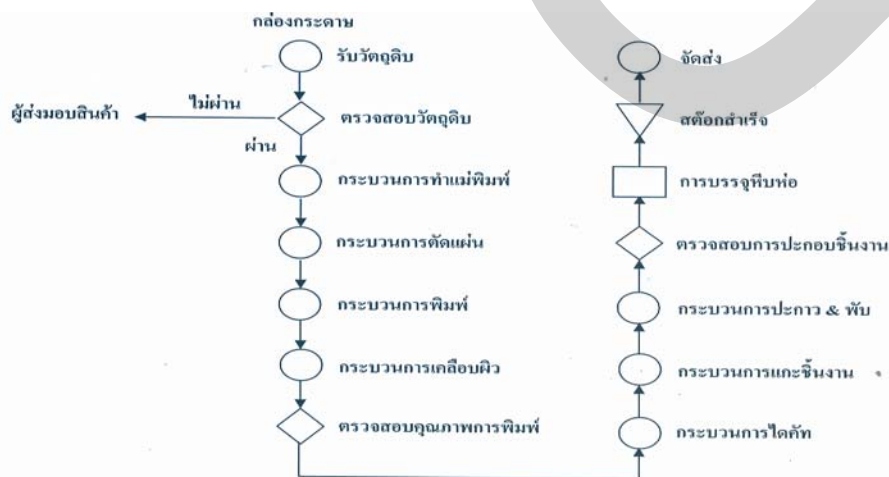 กล่องกระดาษ
รับวัตถุดิบ
ผู้ส่งมอบสินค้า
ไม่ผ่าน
ตรวจสอบวัตถุดิบ
ผ่าน
กระบวนการทำแม่พิมพ์
กระบวนการตัดแผ่น
กระบวนการพิมพ์
กระบวนการเคลือบผิว
ตรวจสอบคุณภาพการพิมพ์
จัดส่ง
สต๊อกสำเร็จ
การบรรจุหีบห่อ
ตรวจสอบการประกอบชิ้นงาน
กระบวนการปะกาว & พับ
กระบวนการแกะชิ้นงาน
กระบวนการไดคัท